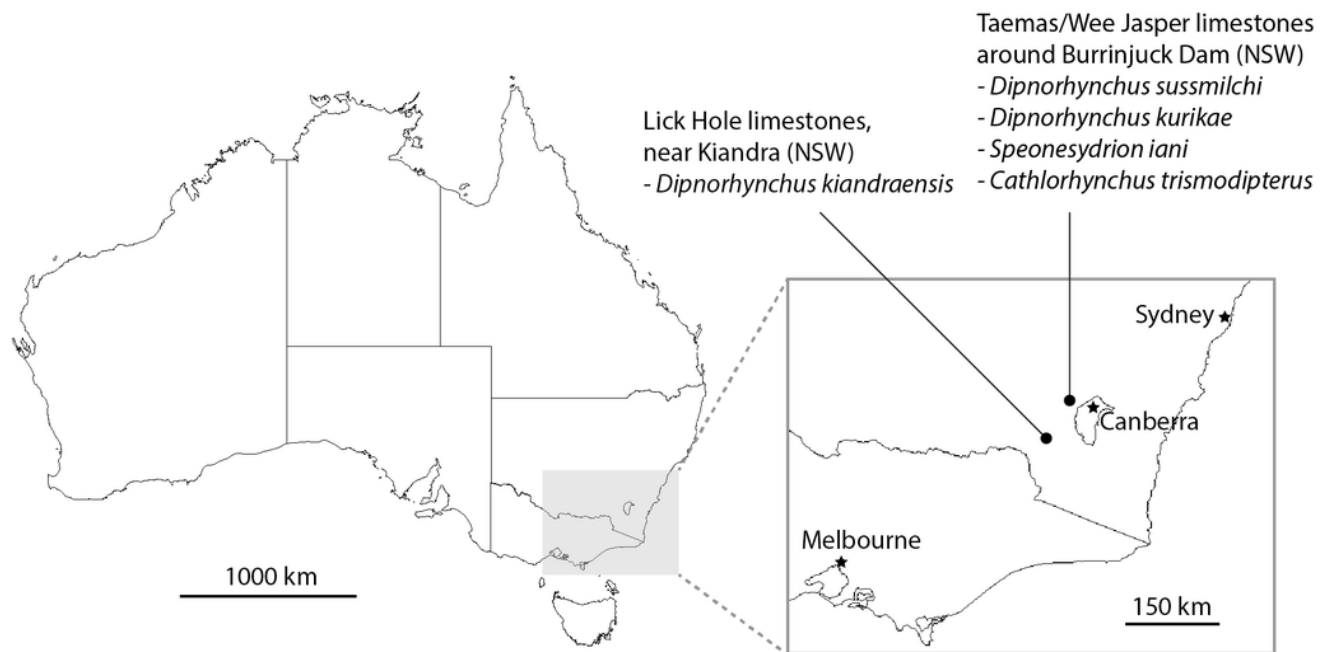 Taemas/Wee Jasper limestones
around Burrinjuck Dam (NSW)
- Dipnorhynchus sussmilchi
- Dipnorhynchus kurikae
- Speonesydrion iani
- Cathlorhynchus trismodipterus
Lick Hole limestones,
near Kiandra (NSW)
- Dipnorhynchus kiandraensis
Sydney
Canberra
Melbourne
1000 km
150 km